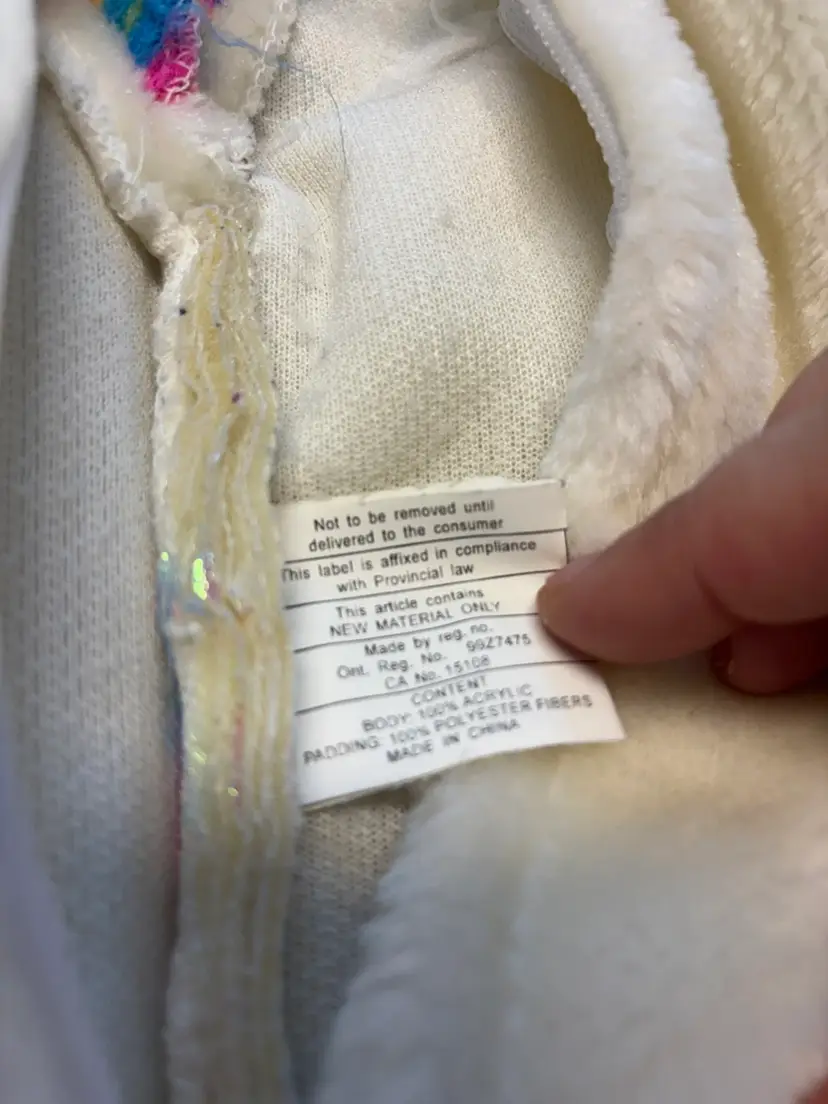 Not to be removed until
delivered to the consumer
This label is affixed in compliance
with Provincial law
This article contains
NEW MATERIAL ONLY
Made by reg. no.
Ont. Reg. No. 99Z7475
CA No. 15108
CONTENT
BODY: 100% ACRYLIC
PADDING: 100% POLYESTER FIBERS
MADE IN CHINA